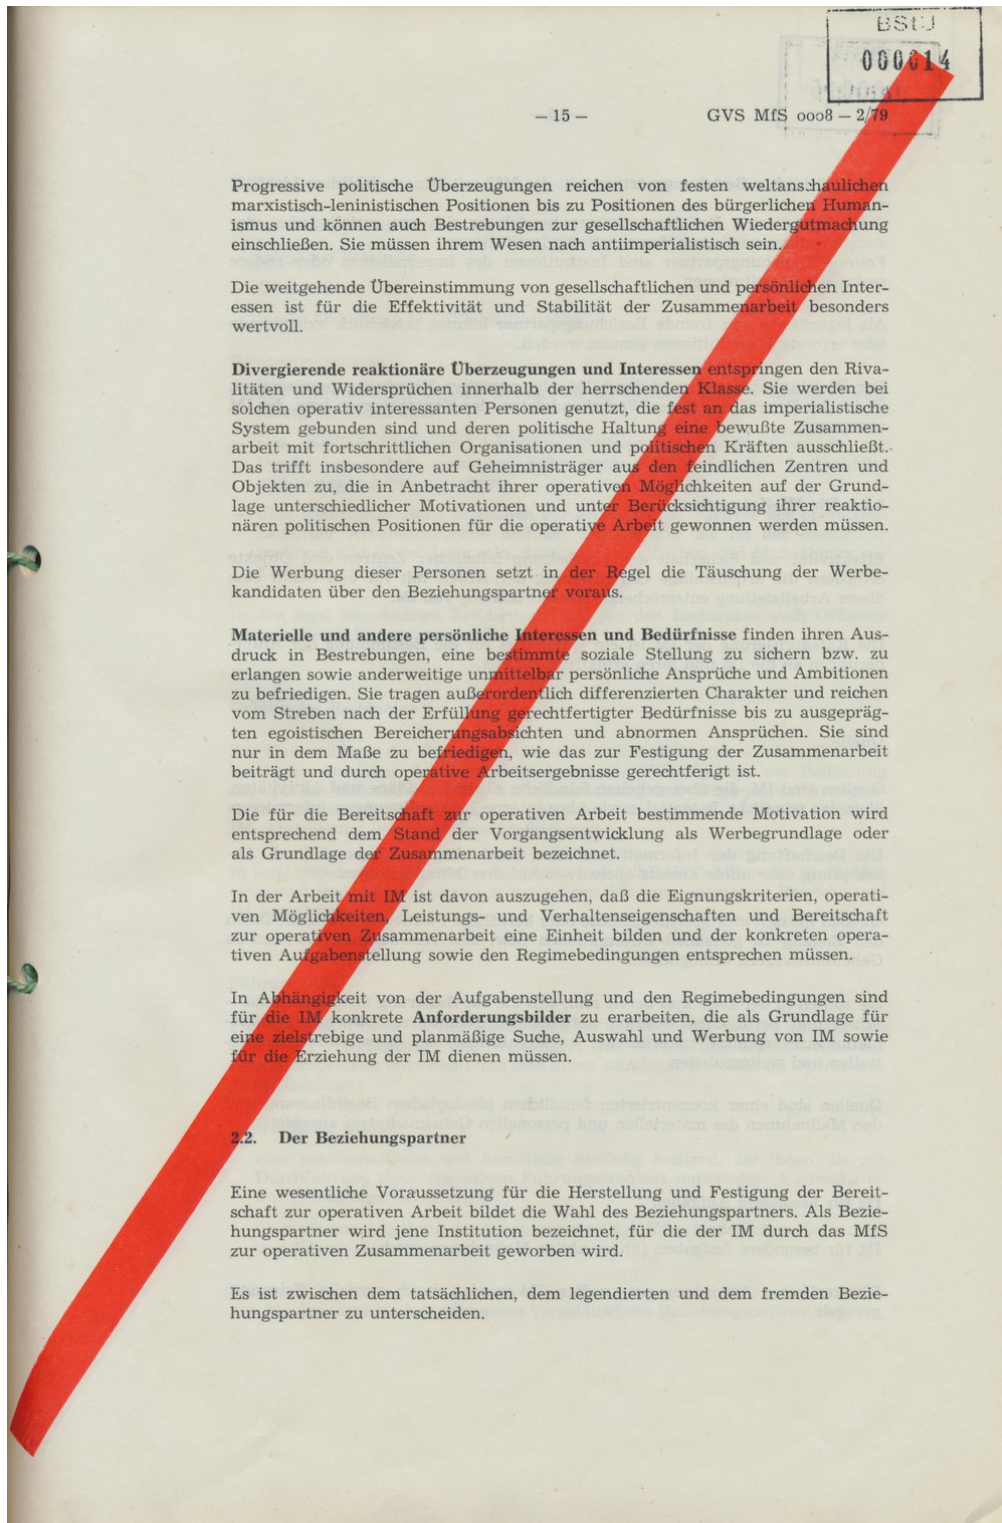 BStU
000014
— 15 —
GVS MfS ooo8 — 2/79
Progressive politische Überzeugungen reichen von festen weltanschaulichen
marxistisch-leninistischen Positionen bis zu Positionen des bürgerlichen Human-
ismus und können auch Bestrebungen zur gesellschaftlichen Wiedergutmachung
einschließen. Sie müssen ihrem Wesen nach antiimperialistisch sein.
Die weitgehende Übereinstimmung von gesellschaftlichen und persönlichen Inter-
essen ist für die Effektivität und Stabilität der Zusammenarbeit besonders
wertvoll.
Divergierende reaktionäre Überzeugungen und Interessen entspringen den Riva-
litäten und Widersprüchen innerhalb der herrschenden Klasse. Sie werden bei
solchen operativ interessanten Personen genutzt, die fest an das imperialistische
System gebunden sind und deren politische Haltung eine bewußte Zusammen-
arbeit mit fortschrittlichen Organisationen und politischen Kräften ausschließt.
Das trifft insbesondere auf Geheimnisträger aus den feindlichen Zentren und
Objekten zu, die in Anbetracht ihrer operativen Möglichkeiten auf der Grund-
lage unterschiedlicher Motivationen und unter Berücksichtigung ihrer reaktio-
nären politischen Positionen für die operative Arbeit gewonnen werden müssen.
Die Werbung dieser Personen setzt in der Regel die Täuschung der Werbe-
kandidaten über den Beziehungspartner voraus.
Materielle und andere persönliche Interessen und Bedürfnisse finden ihren Aus-
druck in Bestrebungen, eine bestimmte soziale Stellung zu sichern bzw. zu
erlangen sowie anderweitige unmittelbar persönliche Ansprüche und Ambitionen
zu befriedigen. Sie tragen außerordentlich differenzierten Charakter und reichen
vom Streben nach der Erfüllung gerechtfertigter Bedürfnisse bis zu ausgepräg-
ten egoistischen Bereicherungsabsichten und abnormen Ansprüchen. Sie sind
nur in dem Maße zu befriedigen, wie das zur Festigung der Zusammenarbeit
beiträgt und durch operative Arbeitsergebnisse gerechtferigt ist.
Die für die Bereitschaft zur operativen Arbeit bestimmende Motivation wird
entsprechend dem Stand der Vorgangsentwicklung als Werbegrundlage oder
als Grundlage der Zusammenarbeit bezeichnet.
In der Arbeit mit IM ist davon auszugehen, daß die Eignungskriterien, operati-
ven Möglichkeiten, Leistungs- und Verhaltenseigenschaften und Bereitschaft
zur operativen Zusammenarbeit eine Einheit bilden und der konkreten opera-
tiven Aufgabenstellung sowie den Regimebedingungen entsprechen müssen.
In Abhängigkeit von der Aufgabenstellung und den Regimebedingungen sind
für die IM konkrete Anforderungsbilder zu erarbeiten, die als Grundlage für
eine zielstrebige und planmäßige Suche, Auswahl und Werbung von IM sowie
für die Erziehung der IM dienen müssen.
2.2. Der Beziehungspartner
Eine wesentliche Voraussetzung für die Herstellung und Festigung der Bereit-
schaft zur operativen Arbeit bildet die Wahl des Beziehungspartners. Als Bezie-
hungspartner wird jene Institution bezeichnet, für die der IM durch das MfS
zur operativen Zusammenarbeit geworben wird.
Es ist zwischen dem tatsächlichen, dem legendierten und dem fremden Bezie-
hungspartner zu unterscheiden.